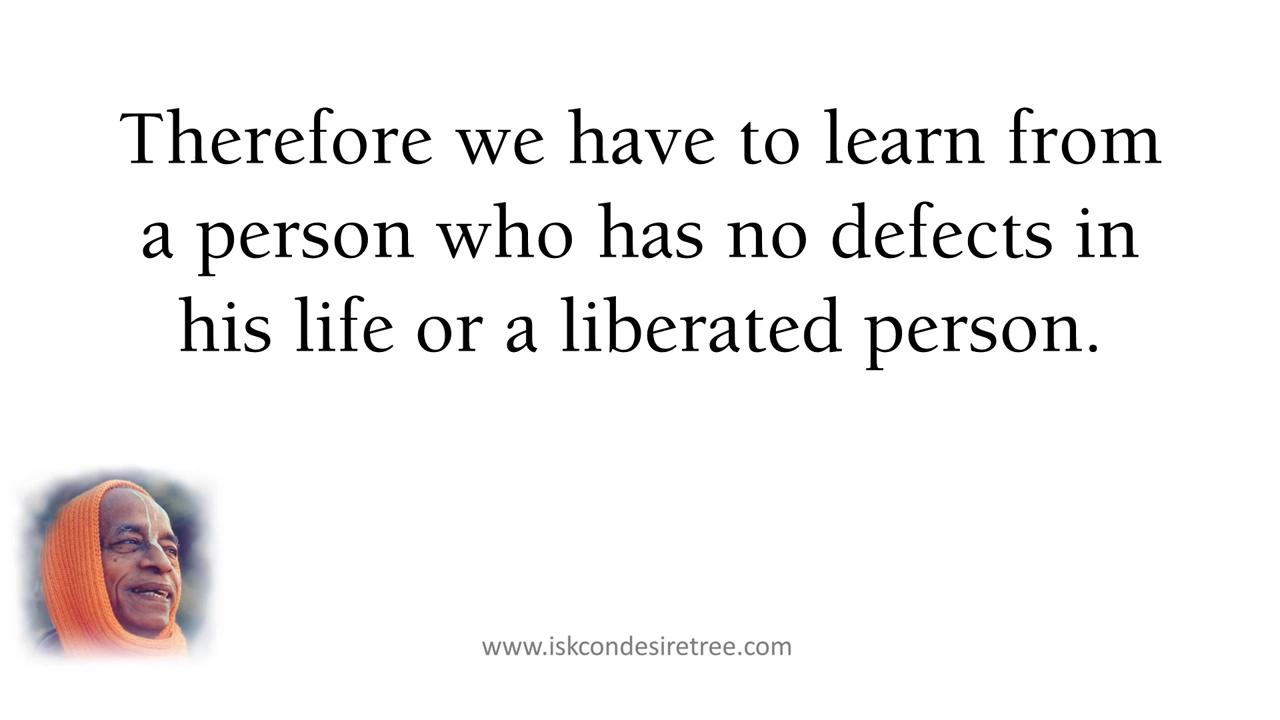 Therefore we have to learn from
a person who has no defects in
his life or a liberated person.
www.iskcondesiretree.com